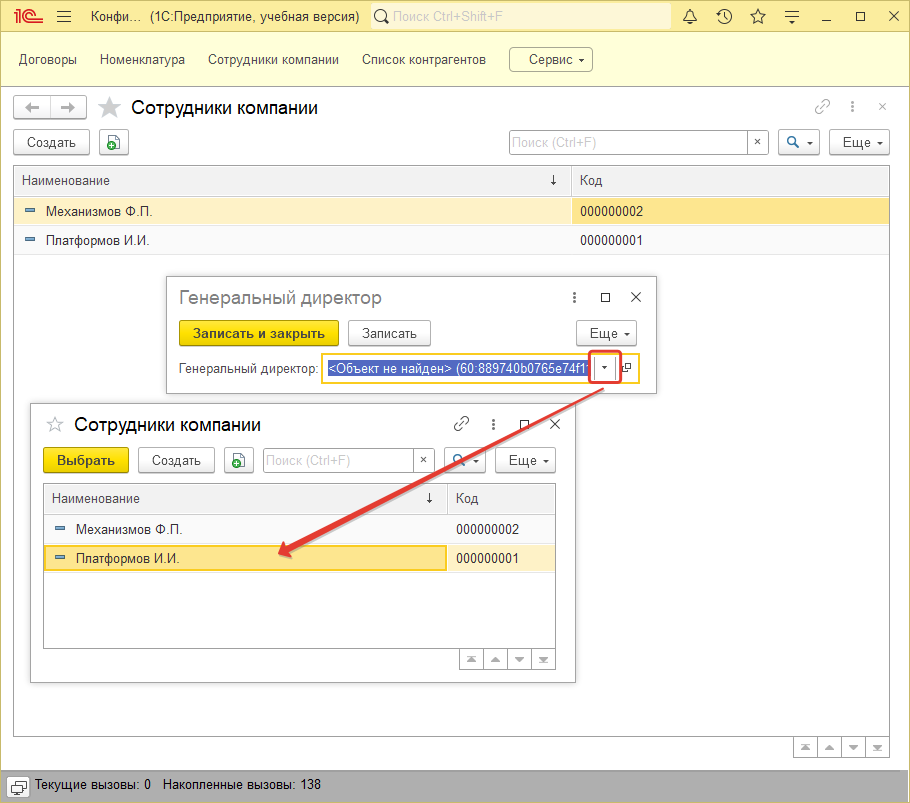 1С Конфи... (1С:Предприятие, учебная версия) Поиск Ctrl+Shift+F
Договоры Номенклатура Сотрудники компании Список контрагентов Сервис
Сотрудники компании
Создать Поиск (Ctrl+F) × Еще
Наименование ↓ Код
Механизмов Ф.П. 000000002
Платформов И.И. 000000001
Генеральный директор
Записать и закрыть Записать Еще
Генеральный директор: <Объект не найден> (60:889740b0765e74f1
Сотрудники компании
Выбрать Создать Поиск (Ctrl+F) × Еще
Наименование ↓ Код
Механизмов Ф.П. 000000002
Платформов И.И. 000000001
Текущие вызовы: 0 Накопленные вызовы: 138